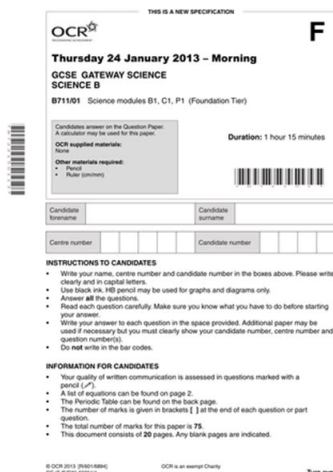 THIS IS A NEW SPECIFICATION
F
OCR
Thursday 24 January 2013 – Morning
GCSE GATEWAY SCIENCE
SCIENCE B
B711/01 Science modules B1, C1, P1 (Foundation Tier)
Candidates answer on the Question Paper.
A calculator may be used for this paper.
OCR supplied materials:
None
Other materials required:
• Pencil
• Ruler (cm/mm)
Duration: 1 hour 15 minutes
Candidate
forename
Candidate
surname
Centre number
Candidate number
INSTRUCTIONS TO CANDIDATES
• Write your name, centre number and candidate number in the boxes above. Please write
clearly and in capital letters.
• Use black ink. HB pencil may be used for graphs and diagrams only.
• Answer all the questions.
• Read each question carefully. Make sure you know what you have to do before starting
your answer.
• Write your answer to each question in the space provided. Additional paper may be
used if necessary but you must clearly show your candidate number, centre number and
question number(s).
• Do not write in the bar codes.
INFORMATION FOR CANDIDATES
• Your quality of written communication is assessed in questions marked with a
pencil ( ).
• A list of equations can be found on page 2.
• The Periodic Table can be found on the back page.
• The number of marks is given in brackets [ ] at the end of each question or part
question.
• The total number of marks for this paper is 75.
• This document consists of 20 pages. Any blank pages are indicated.
© OCR 2013
OCR is an exempt Charity